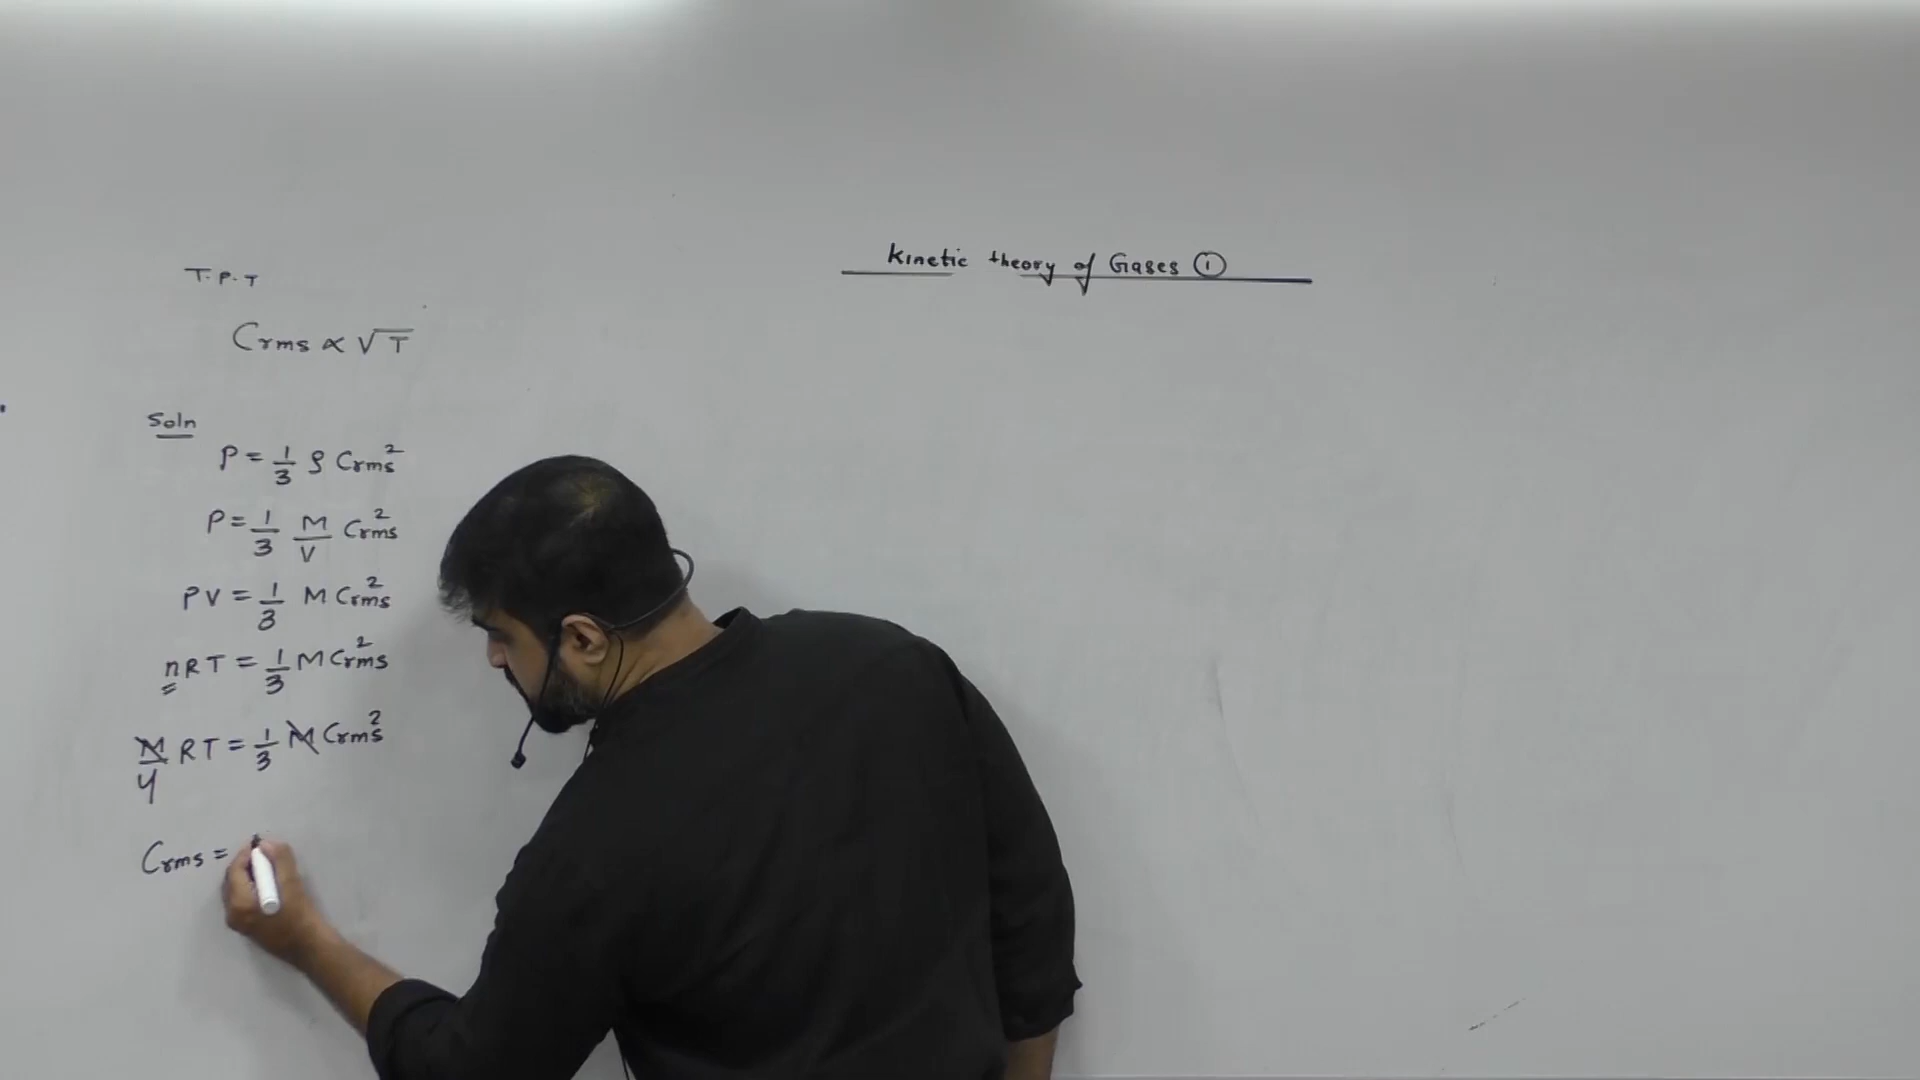 Kinetic theory of Gases ①
T.P.T
Crms ∝ √T
Soln
P = 1/3 ρ Crms²
P = 1/3 M/V Crms²
PV = 1/3 M Crms²
nRT = 1/3 M Crms²
M/y RT = 1/3 M Crms²
Crms =